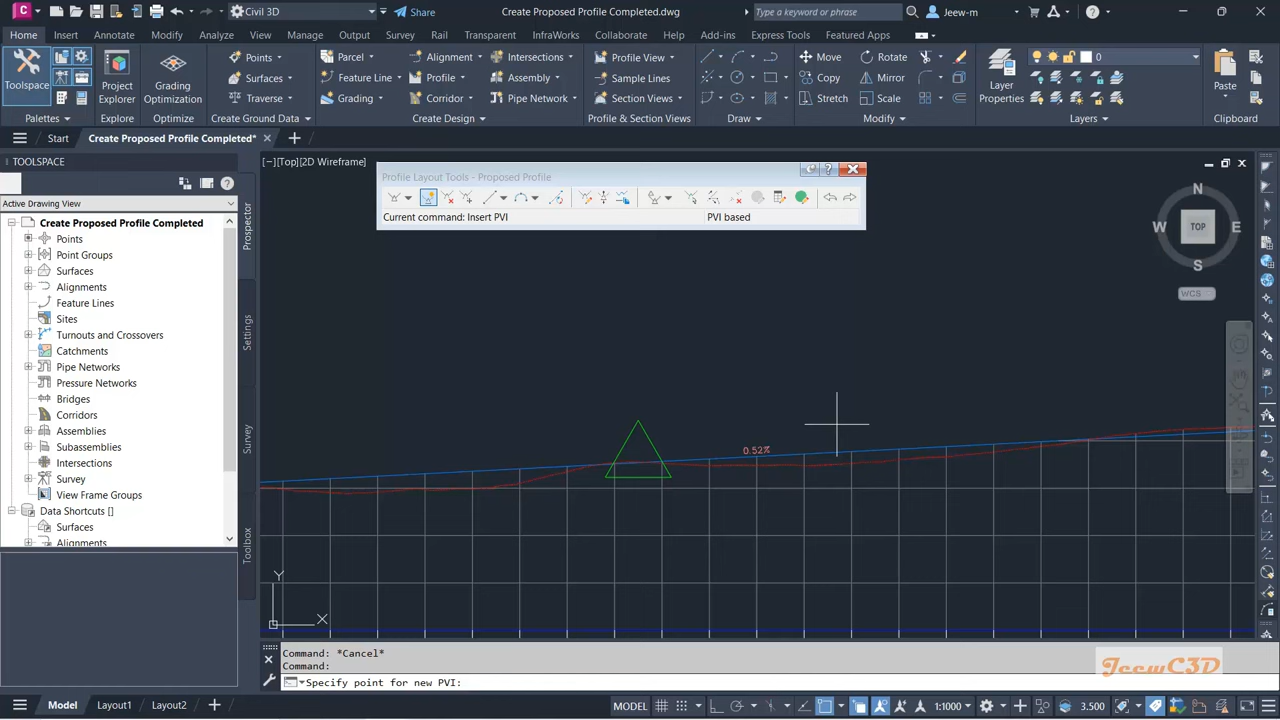 Civil 3D
Share
Create Proposed Profile Completed.dwg
Type a keyword or phrase
Jeew-m
Home Insert Annotate Modify Analyze View Manage Output Survey Rail Transparent InfraWorks Collaborate Help Add-ins Express Tools Featured Apps
Toolspace
Project
Explorer
Grading
Optimization
Points
Surfaces
Traverse
Parcel
Feature Line
Grading
Alignment
Profile
Corridor
Intersections
Assembly
Pipe Network
Profile View
Sample Lines
Section Views
Move
Copy
Stretch
Rotate
Mirror
Scale
Layer
Properties
0
Paste
Palettes Explore Optimize Create Ground Data Create Design Profile & Section Views Draw Modify Layers Clipboard
Start Create Proposed Profile Completed*
TOOLSPACE
Active Drawing View
Create Proposed Profile Completed
Points
Point Groups
Surfaces
Alignments
Feature Lines
Sites
Turnouts and Crossovers
Catchments
Pipe Networks
Pressure Networks
Bridges
Corridors
Assemblies
Subassemblies
Intersections
Survey
View Frame Groups
Data Shortcuts []
Surfaces
Alignments
Prospector
Settings
Survey
Toolbox
[−][Top][2D Wireframe]
Profile Layout Tools - Proposed Profile
Current command: Insert PVI
PVI based
N
W TOP E
S
WCS
0.52%
Y
X
Command: *Cancel*
Command:
Specify point for new PVI:
JeewC3D
Model Layout1 Layout2
MODEL
1:1000
3.500